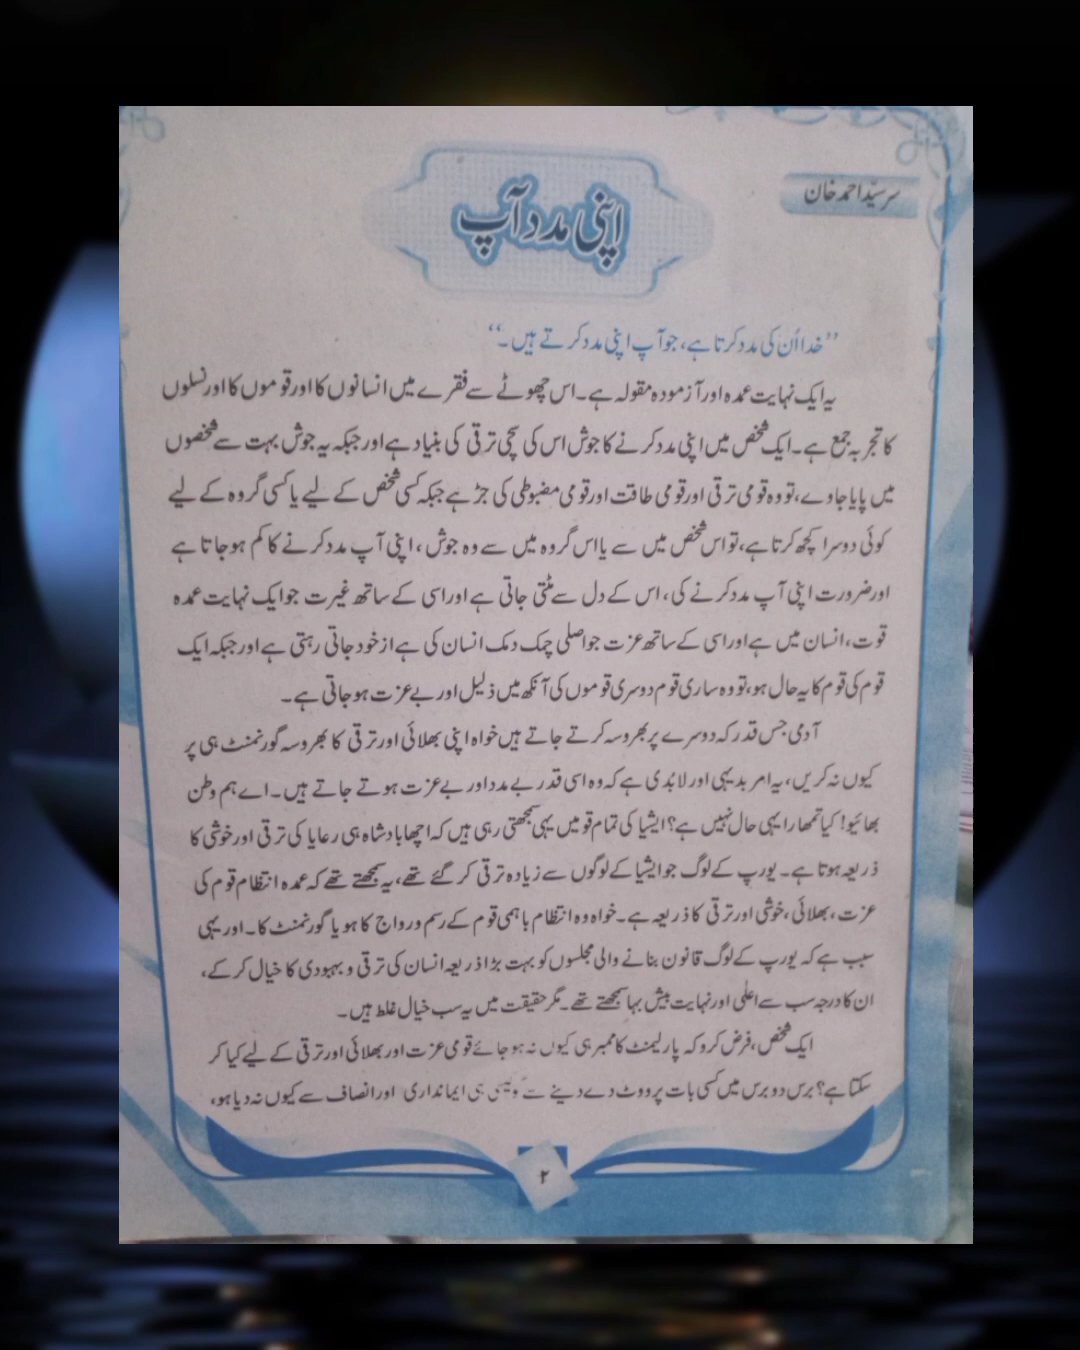 سرسیّد احمد خان
اپنی مدد آپ
”خدا اُن کی مدد کرتا ہے، جو آپ اپنی مدد کرتے ہیں۔“
یہ ایک نہایت عمدہ اور آزمودہ مقولہ ہے۔ اس چھوٹے سے فقرے میں انسانوں کا اور قوموں کا اور نسلوں
کا تجربہ جمع ہے۔ ایک شخص میں اپنی مدد کرنے کا جوش اس کی سچی ترقی کی بنیاد ہے اور جبکہ یہ جوش بہت سے شخصوں
میں پایا جاوے، تو وہ قومی ترقی اور قومی طاقت اور قومی مضبوطی کی جڑ ہے جبکہ کسی شخص کے لیے یا کسی گروہ کے لیے
کوئی دوسرا کچھ کرتا ہے، تو اس شخص میں سے یا اس گروہ میں سے وہ جوش، اپنی آپ مدد کرنے کا کم ہو جاتا ہے
اور ضرورت اپنی آپ مدد کرنے کی، اس کے دل سے مٹتی جاتی ہے اور اسی کے ساتھ غیرت جو ایک نہایت عمدہ
قوت، انسان میں ہے اور اسی کے ساتھ عزت جو اصلی چمک دمک انسان کی ہے از خود جاتی رہتی ہے اور جبکہ ایک
قوم کی قوم کا یہ حال ہو، تو وہ ساری قوم دوسری قوموں کی آنکھ میں ذلیل اور بے عزت ہو جاتی ہے۔
آدمی جس قدر کہ دوسرے پر بھروسہ کرتے جاتے ہیں خواہ اپنی بھلائی اور ترقی کا بھروسہ گورنمنٹ ہی پر
کیوں نہ کریں، یہ امر بدیہی اور لابُدی ہے کہ وہ اسی قدر بے مدد اور بے عزت ہوتے جاتے ہیں۔ اے ہم وطن
بھائیو! کیا تمھارا یہی حال نہیں ہے؟ ایشیا کی تمام قومیں یہی سمجھتی رہی ہیں کہ اچھا بادشاہ ہی رعایا کی ترقی اور خوشی کا
ذریعہ ہوتا ہے۔ یورپ کے لوگ جو ایشیا کے لوگوں سے زیادہ ترقی کر گئے تھے، یہ سمجھتے تھے کہ عمدہ انتظام قوم کی
عزت، بھلائی، خوشی اور ترقی کا ذریعہ ہے۔ خواہ وہ انتظام باہمی قوم کے رسم و رواج کا ہو یا گورنمنٹ کا۔ اور یہی
سبب ہے کہ یورپ کے لوگ قانون بنانے والی مجلسوں کو بہت بڑا ذریعہ انسان کی ترقی و بہبودی کا خیال کر کے،
ان کا درجہ سب سے اعلیٰ اور نہایت بیش بہا سمجھتے تھے۔ مگر حقیقت میں یہ سب خیال غلط ہیں۔
ایک شخص، فرض کرو کہ پارلیمنٹ کا ممبر ہی کیوں نہ ہو جائے قومی عزت اور بھلائی اور ترقی کے لیے کیا کر
سکتا ہے؟ برس دو برس میں کسی بات پر ووٹ دے دینے سے ویسی ہی ایمانداری اور انصاف سے کیوں نہ دیا ہو،
۲